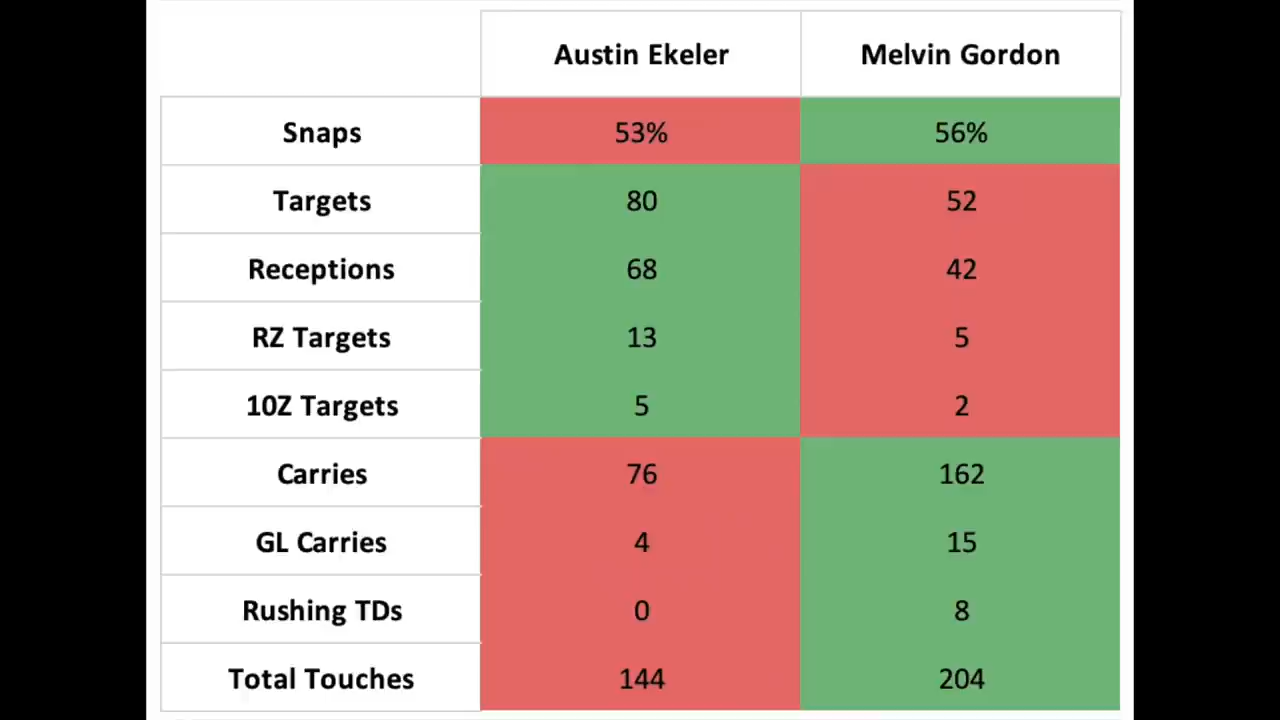 Austin Ekeler Melvin Gordon
Snaps 53% 56%
Targets 80 52
Receptions 68 42
RZ Targets 13 5
10Z Targets 5 2
Carries 76 162
GL Carries 4 15
Rushing TDs 0 8
Total Touches 144 204